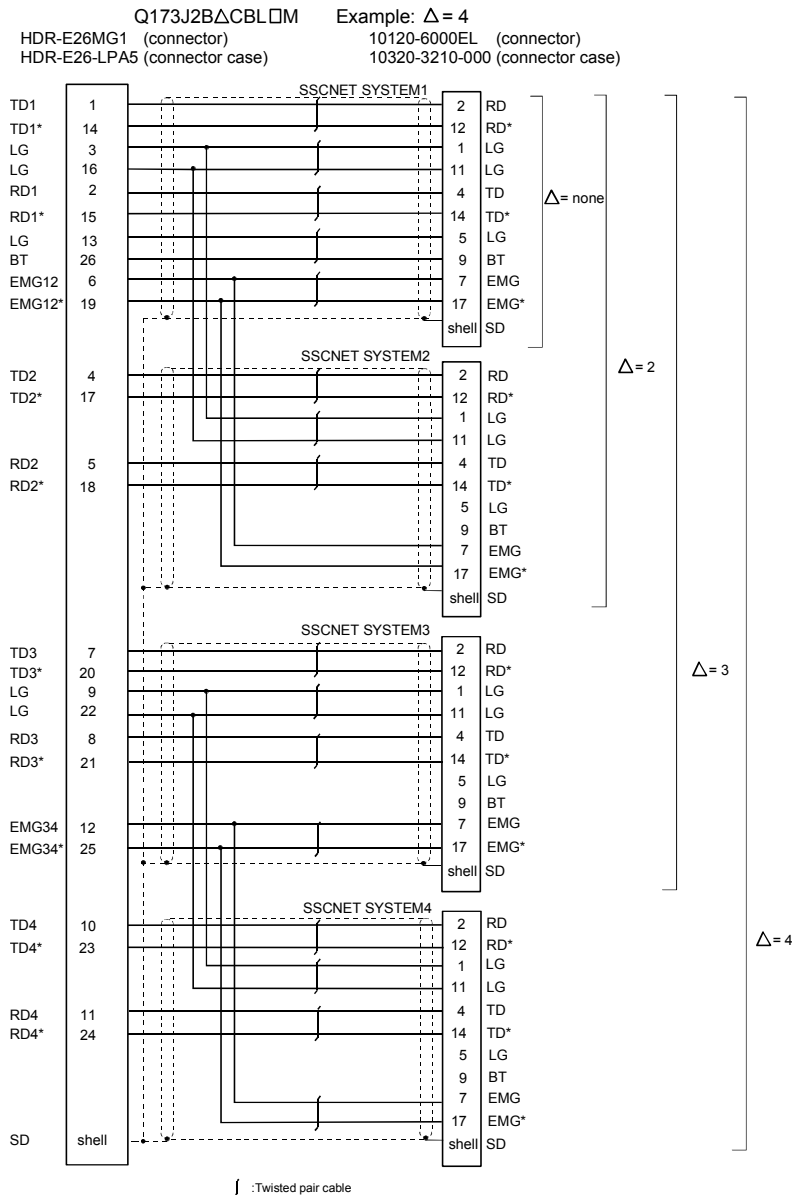 Q173J2B△CBL□M Example: △= 4
HDR-E26MG1 (connector) 10120-6000EL (connector)
HDR-E26-LPA5 (connector case) 10320-3210-000 (connector case)
SSCNET SYSTEM1
TD1 1 2 RD
TD1* 14 12 RD*
LG 3 1 LG
LG 16 11 LG
RD1 2 4 TD
△= none
RD1* 15 14 TD*
LG 13 5 LG
BT 26 9 BT
EMG12 6 7 EMG
EMG12* 19 17 EMG*
shell SD
SSCNET SYSTEM2
△= 2
TD2 4 2 RD
TD2* 17 12 RD*
1 LG
11 LG
RD2 5 4 TD
RD2* 18 14 TD*
5 LG
9 BT
7 EMG
17 EMG*
shell SD
SSCNET SYSTEM3
TD3 7 2 RD
TD3* 20 12 RD*
△= 3
LG 9 1 LG
LG 22 11 LG
RD3 8 4 TD
RD3* 21 14 TD*
5 LG
9 BT
EMG34 12 7 EMG
EMG34* 25 17 EMG*
shell SD
SSCNET SYSTEM4
TD4 10 2 RD
△= 4
TD4* 23 12 RD*
1 LG
11 LG
RD4 11 4 TD
RD4* 24 14 TD*
5 LG
9 BT
7 EMG
17 EMG*
SD shell shell SD
:Twisted pair cable